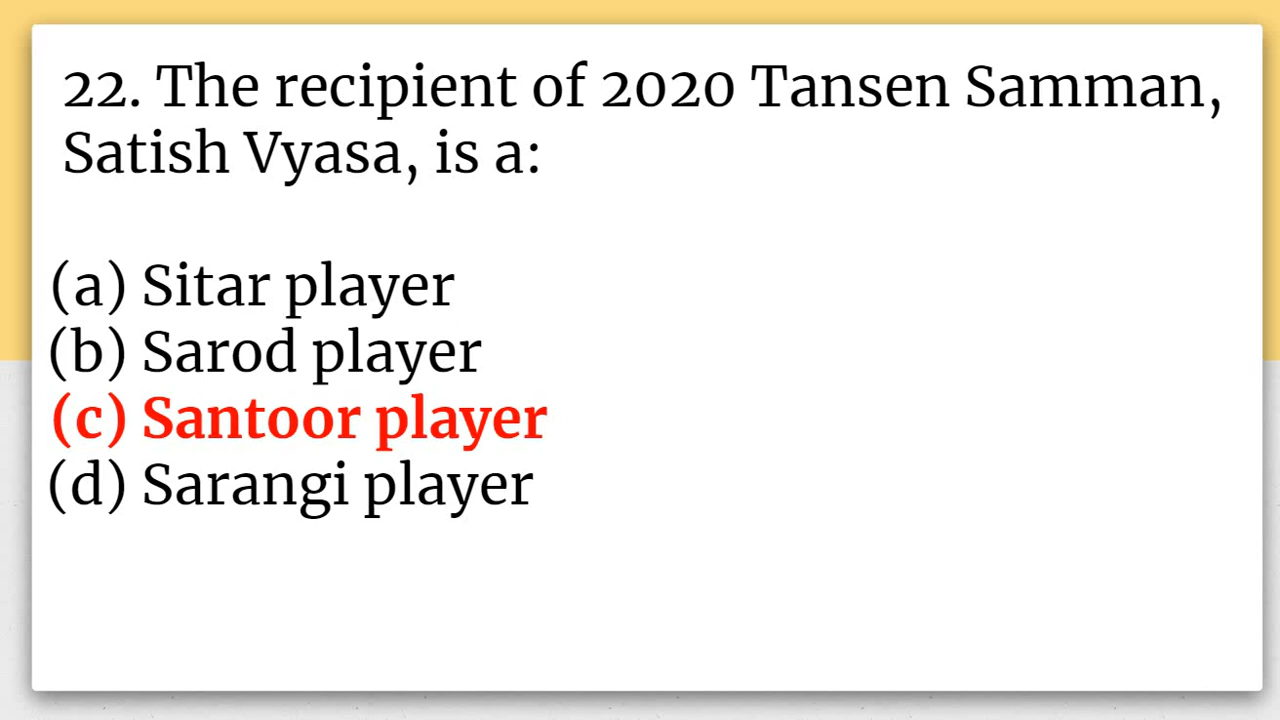 22. The recipient of 2020 Tansen Samman,
Satish Vyasa, is a:
(a) Sitar player
(b) Sarod player
(c) Santoor player
(d) Sarangi player